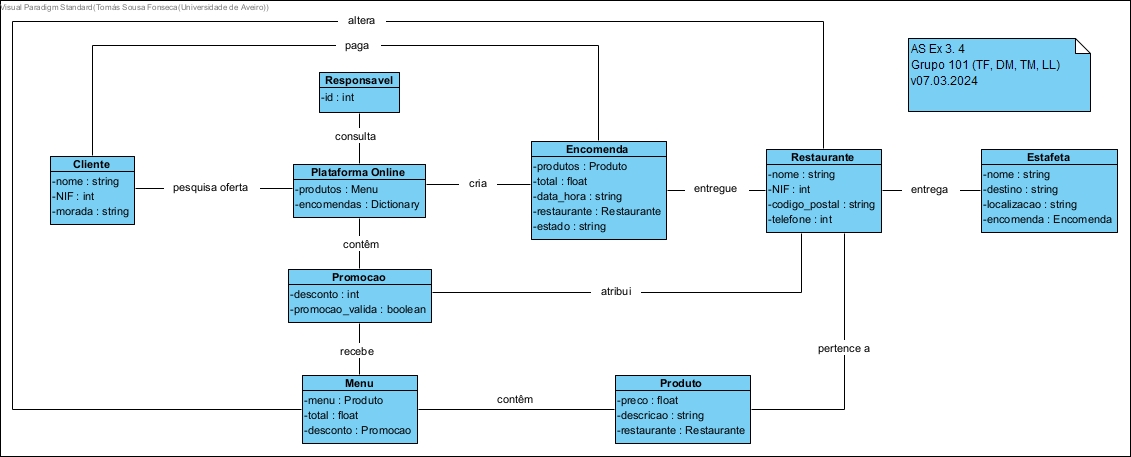 Visual Paradigm Standard(Tomás Sousa Fonseca(Universidade de Aveiro))
altera
paga
AS Ex 3. 4
Grupo 101 (TF, DM, TM, LL)
v07.03.2024
Responsavel
-id : int
consulta
Cliente
-nome : string
-NIF : int
-morada : string
pesquisa oferta
Plataforma Online
-produtos : Menu
-encomendas : Dictionary
cria
Encomenda
-produtos : Produto
-total : float
-data_hora : string
-restaurante : Restaurante
-estado : string
entregue
Restaurante
-nome : string
-NIF : int
-codigo_postal : string
-telefone : int
entrega
Estafeta
-nome : string
-destino : string
-localizacao : string
-encomenda : Encomenda
contêm
Promocao
-desconto : int
-promocao_valida : boolean
atribui
recebe
pertence a
Menu
-menu : Produto
-total : float
-desconto : Promocao
contêm
Produto
-preco : float
-descricao : string
-restaurante : Restaurante